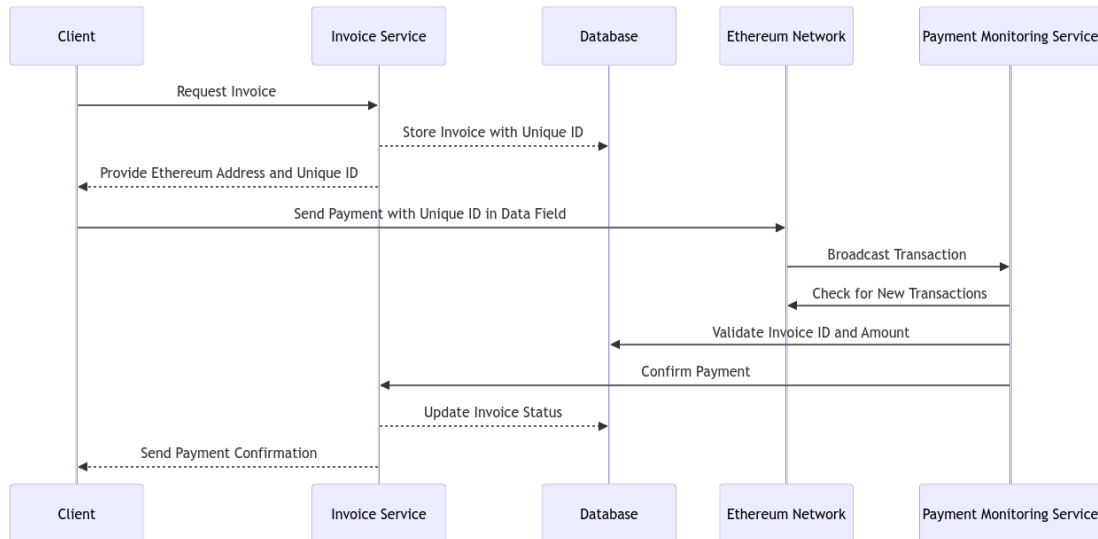 Client
Invoice Service
Database
Ethereum Network
Payment Monitoring Service
Request Invoice
Store Invoice with Unique ID
Provide Ethereum Address and Unique ID
Send Payment with Unique ID in Data Field
Broadcast Transaction
Check for New Transactions
Validate Invoice ID and Amount
Confirm Payment
Update Invoice Status
Send Payment Confirmation
Client
Invoice Service
Database
Ethereum Network
Payment Monitoring Service